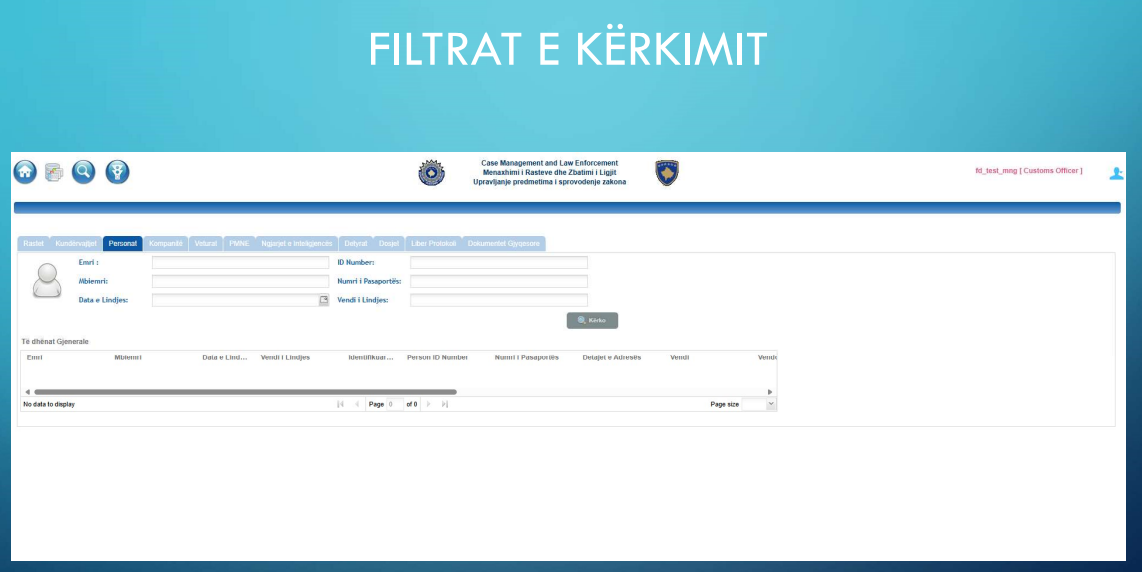 FILTRAT E KËRKIMIT
Case Management and Law Enforcement
Menaxhimi i Rasteve dhe Zbatimi i Ligjit
Upravljanje predmetima i sprovodenje zakona
fd_test_mng [ Customs Officer ]
Rastet Kundërvajtjet Personat Kompanitë Veturat PMNE Ngjarjet e Inteligjencës Detyrat Dosjet Liber Protokoli Dokumentet Gjyqesore
Emri : ID Number:
Mbiemri: Numri i Pasaportës:
Data e Lindjes: Vendi i Lindjes:
Kërko
Të dhënat Gjenerale
Emri Mbiemri Data e Lind... Vendi i Lindjes Identifikuar... Person ID Number Numri i Pasaportës Detajet e Adresës Vendi Vendi
No data to display Page 0 of 0 Page size